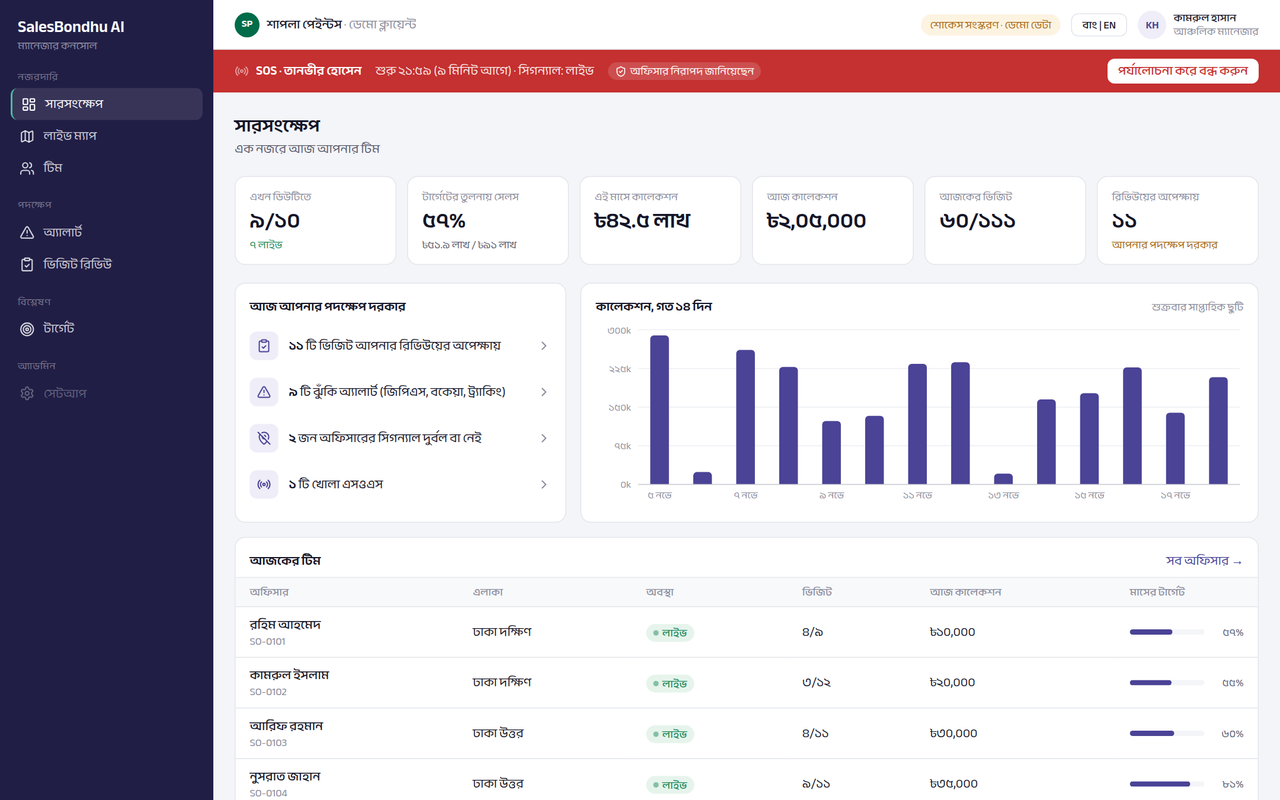 SalesBondhu AI
ম্যানেজার কনসোল
নজরদারি
সারসংক্ষেপ
লাইভ ম্যাপ
টিম
পদক্ষেপ
অ্যালার্ট
ভিজিট রিভিউ
বিশ্লেষণ
টার্গেট
অ্যাডমিন
সেটআপ
SP শাপলা পেইন্টস · ডেমো ক্লায়েন্ট
শোকেস সংস্করণ · ডেমো ডেটা
বাং | EN
KH
কামরুল হাসান
আঞ্চলিক ম্যানেজার
SOS · তানভীর হোসেন শুরু ২১:৫৯ (৯ মিনিট আগে) · সিগন্যাল: লাইভ অফিসার নিরাপদ জানিয়েছেন পর্যালোচনা করে বন্ধ করুন
সারসংক্ষেপ
এক নজরে আজ আপনার টিম
এখন ডিউটিতে
৯/১০
৭ লাইভ
টার্গেটের তুলনায় সেলস
৫৭%
৳৫১.৯ লাখ / ৳৯১ লাখ
এই মাসে কালেকশন
৳৪২.৫ লাখ
আজ কালেকশন
৳২,০৫,০০০
আজকের ভিজিট
৬০/১১১
রিভিউয়ের অপেক্ষায়
১১
আপনার পদক্ষেপ দরকার
আজ আপনার পদক্ষেপ দরকার
১১ টি ভিজিট আপনার রিভিউয়ের অপেক্ষায়
৯ টি ঝুঁকি অ্যালার্ট (জিপিএস, বকেয়া, ট্র্যাকিং)
২ জন অফিসারের সিগন্যাল দুর্বল বা নেই
১ টি খোলা এসওএস
কালেকশন, গত ১৪ দিন
শুক্রবার সাপ্তাহিক ছুটি
৩০০k
২২৫k
১৫০k
৭৫k
০k
৫ নভে ৭ নভে ৯ নভে ১১ নভে ১৩ নভে ১৫ নভে ১৭ নভে
আজকের টিম
সব অফিসার →
অফিসার এলাকা অবস্থা ভিজিট আজ কালেকশন মাসের টার্গেট
রহিম আহমেদ
SO-0101
ঢাকা দক্ষিণ লাইভ ৪/৯ ৳১০,০০০ ৫৭%
কামরুল ইসলাম
SO-0102
ঢাকা দক্ষিণ লাইভ ৩/১২ ৳২০,০০০ ৫৫%
আরিফ রহমান
SO-0103
ঢাকা উত্তর লাইভ ৪/১১ ৳৩০,০০০ ৬০%
নুসরাত জাহান
SO-0104
ঢাকা উত্তর লাইভ ৯/১১ ৳৩৫,০০০ ৮১%